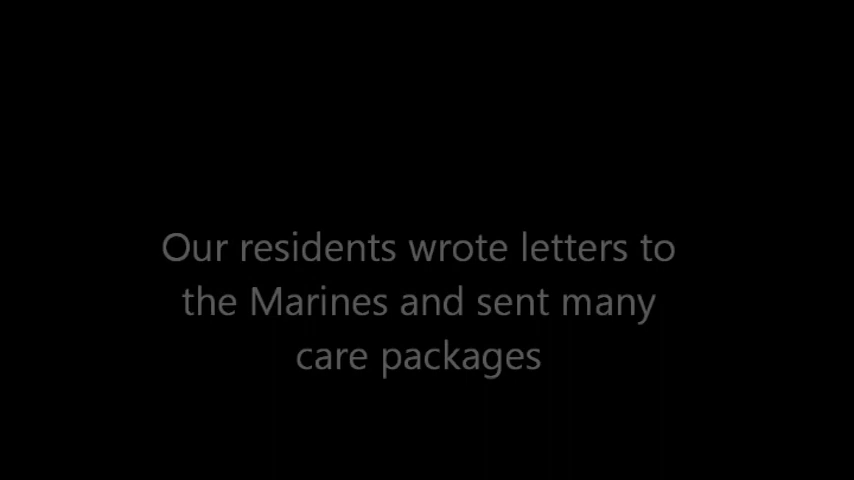 Our residents wrote letters to
the Marines and sent many
care packages